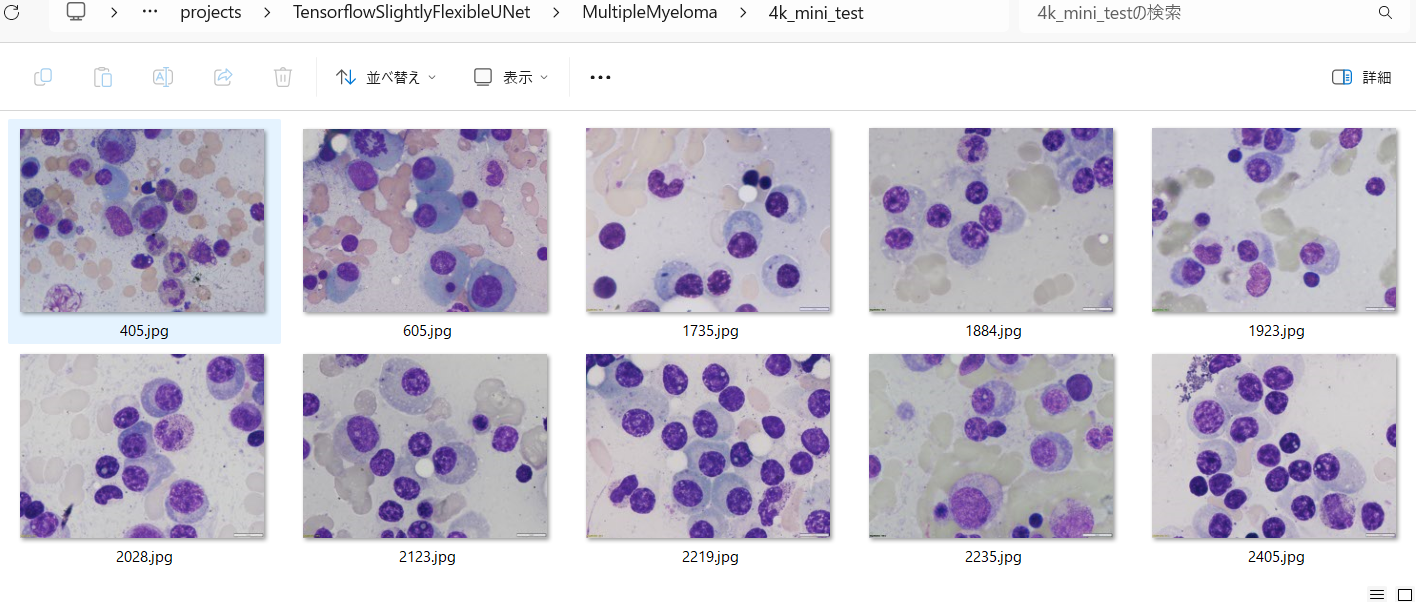 projects > TensorflowSlightlyFlexibleUNet > MultipleMyeloma > 4k_mini_test
4k_mini_testの検索
並べ替え
表示
詳細
405.jpg
605.jpg
1735.jpg
1884.jpg
1923.jpg
2028.jpg
2123.jpg
2219.jpg
2235.jpg
2405.jpg